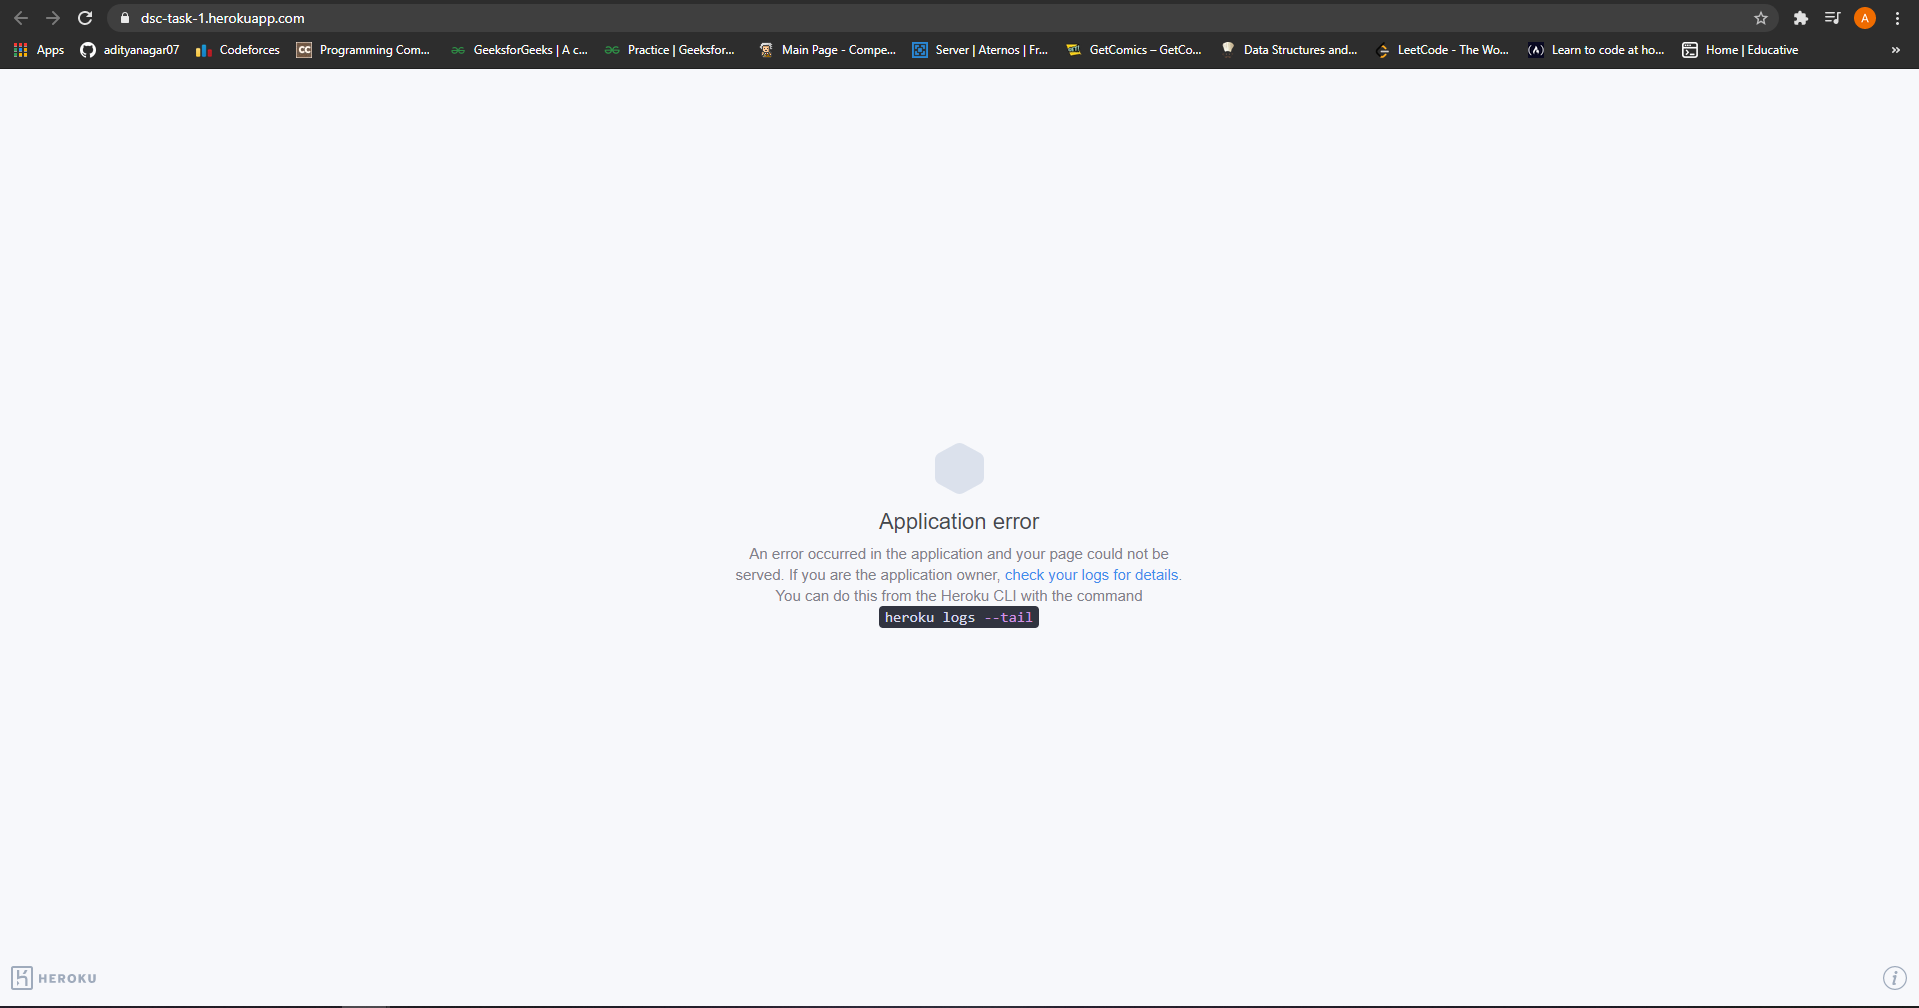 dsc-task-1.herokuapp.com
A
Apps adityanagar07 Codeforces CC Programming Com... GeeksforGeeks | A c... Practice | Geeksfor... Main Page - Compe... Server | Aternos | Fr... GetComics – GetCo... Data Structures and... LeetCode - The Wo... Learn to code at ho... Home | Educative »
Application error
An error occurred in the application and your page could not be
served. If you are the application owner, check your logs for details.
You can do this from the Heroku CLI with the command
heroku logs --tail
HEROKU
i